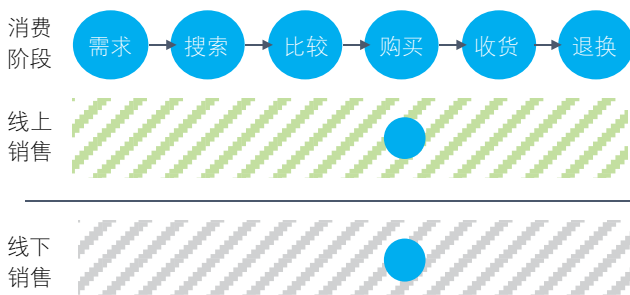 消费
阶段
需求 搜索 比较 购买 收货 退换
线上
销售
线下
销售